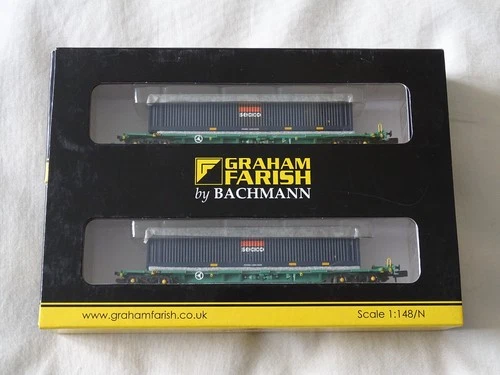 SEACO
GRAHAM
FARISH
by BACHMANN
SEACO
www.grahamfarish.co.uk
Scale 1:148/N